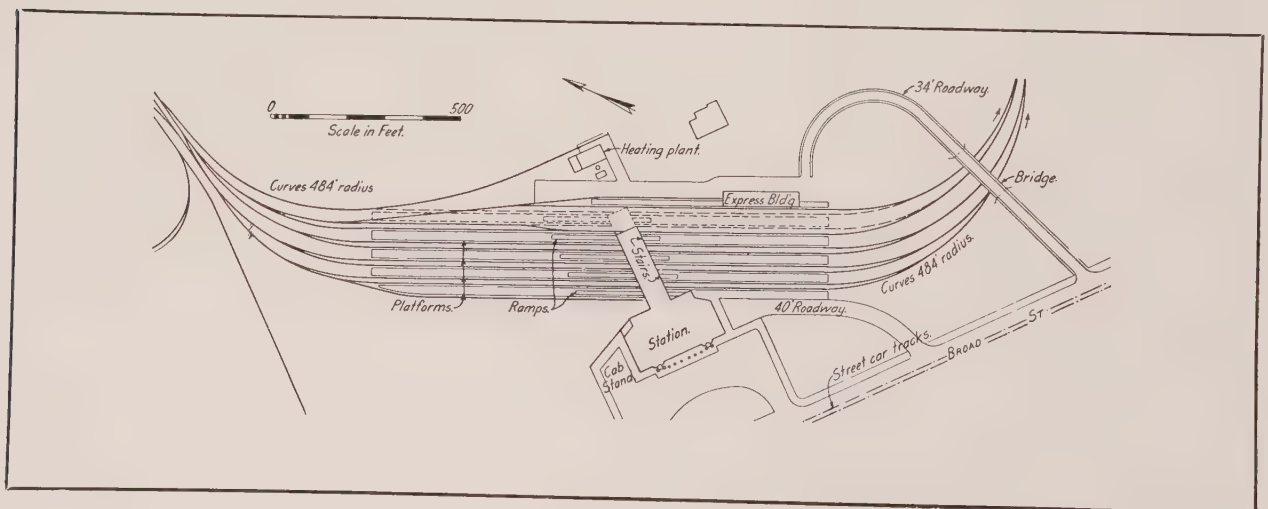 34' Roadway.
0 500
Scale in Feet.
Heating plant.
Curves 484' radius
Bridge.
Express Bldg
Stairs.
Curves 484' radius.
Platforms.
Ramps.
40' Roadway.
Station.
Street car tracks.
BROAD ST.
Cab
Stand